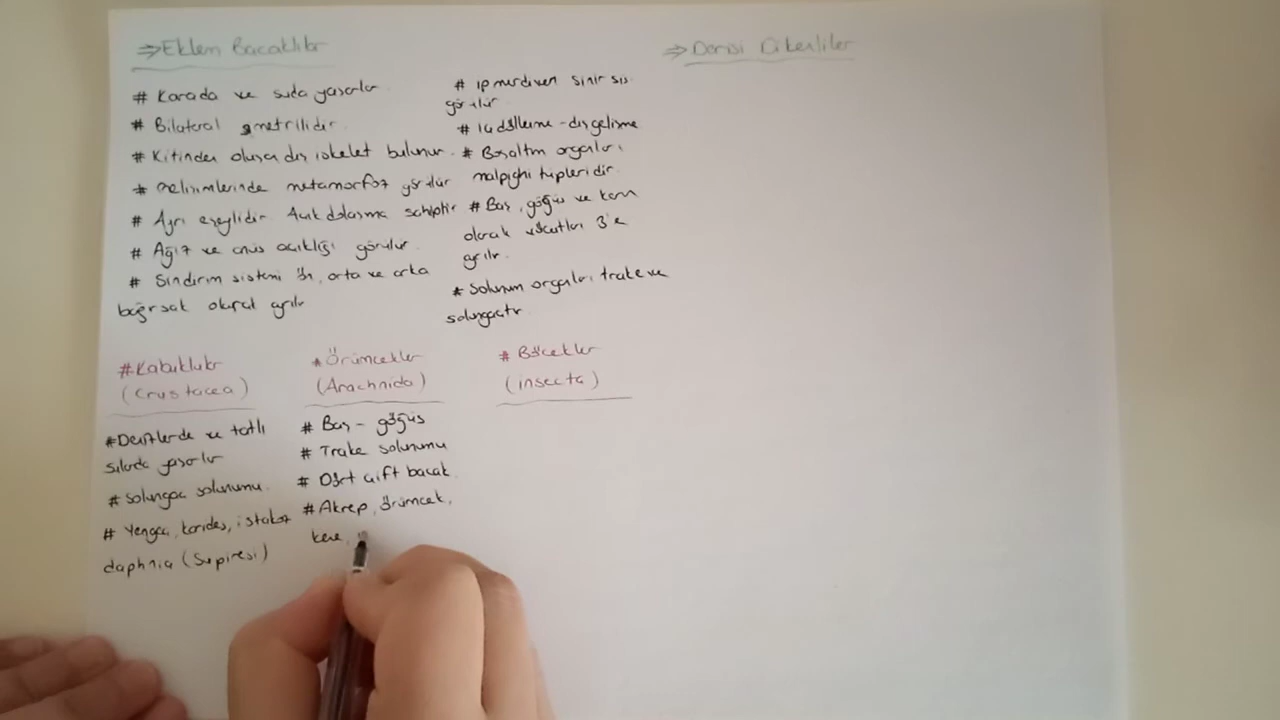 ⇒ Eklem Bacaklılar
# Karada ve suda yaşarlar
# Bilateral simetrilidir.
# Kitinden oluşan dış iskelet bulunur.
* Gelişimlerinde metamorfoz görülür
# Ayrı eşeylidir Açık dolaşıma sahiptir
# Ağız ve anüs açıklığı görülür.
# Sindirim sistemi ön, orta ve arka
bağırsak olarak ayrılır
# ip merdiven sinir sis.
görülür
# iç dölleme - dış gelişme
# Boşaltım organları
malpighi tüpleridir.
# Baş, göğüs ve karın
olarak vücutları 3'e
ayrılır.
* Solunum organları trake ve
solungaçtır
# Kabuklular
(Crustacea)
# Denizlerde ve tatlı
sularda yaşarlar
# Solungaç solunumu.
# Yengeç, karides, istakoz
daphnia (Su piresi)
* Örümcekler
(Arachnida)
# Baş - göğüs
# Trake solunumu
# Dört çift bacak.
# Akrep, örümcek,
kene,
# Böcekler
(insecta)
⇒ Derisi Dikenliler